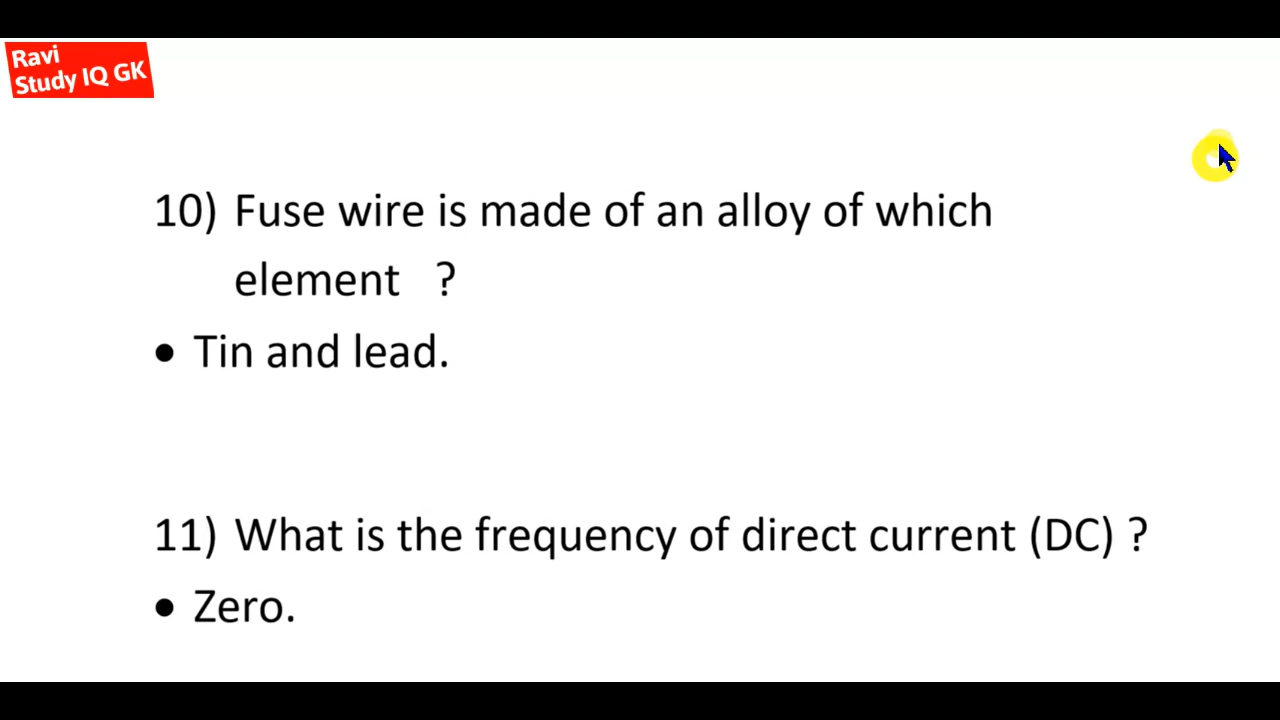 Ravi
Study IQ GK
10) Fuse wire is made of an alloy of which
element ?
• Tin and lead.
11) What is the frequency of direct current (DC) ?
• Zero.